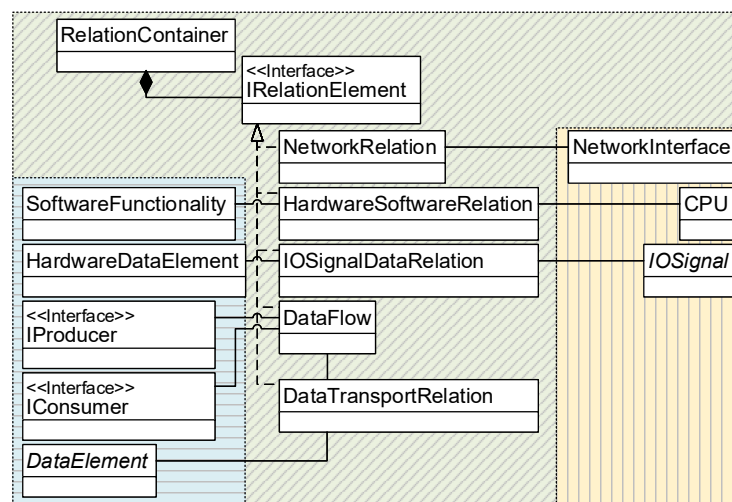 RelationContainer
<<Interface>>
IRelationElement
NetworkRelation
NetworkInterface
SoftwareFunctionality
HardwareSoftwareRelation
CPU
HardwareDataElement
IOSignalDataRelation
IOSignal
<<Interface>>
IProducer
DataFlow
<<Interface>>
IConsumer
DataTransportRelation
DataElement